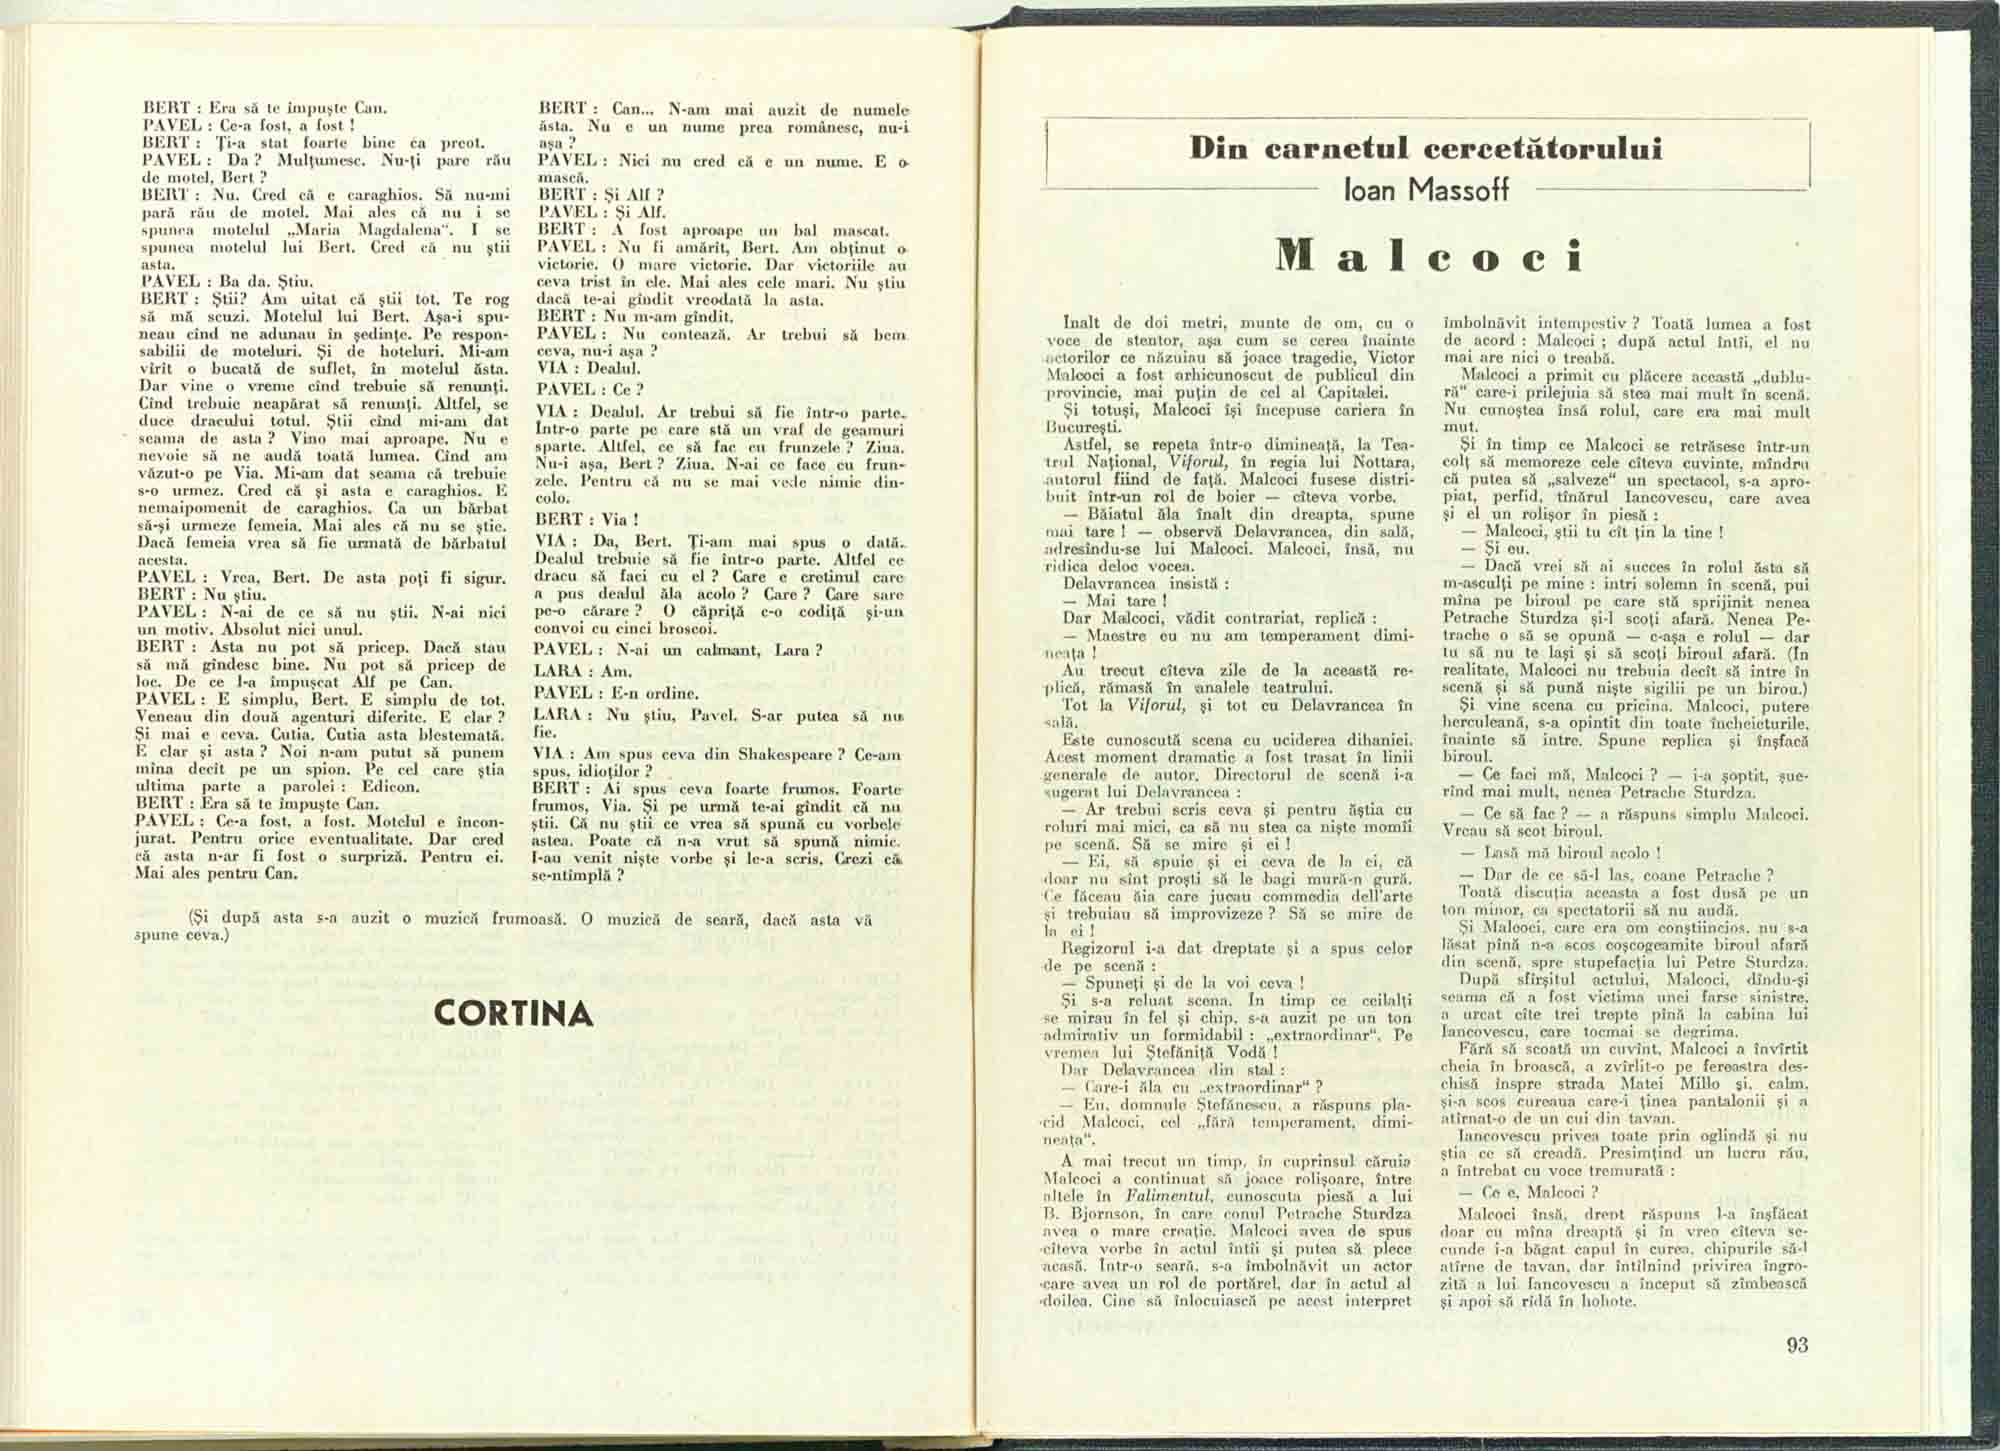 BERT : Era să te împuşte Can.
PAVEL : Ce-a fost, a fost !
BERT : Ţi-a stat foarte bine ca preot.
PAVEL : Da ? Mulţumesc. Nu-ţi pare rău
de motel, Bert ?
BERT : Nu. Cred că e caraghios. Să nu-mi
pară rău de motel. Mai ales că nu i se
spunea motelul „Maria Magdalena". I se
spunea motelul lui Bert. Cred că nu ştii
asta.
PAVEL : Ba da. Ştiu.
BERT : Ştii? Am uitat că ştii tot. Te rog
să mă scuzi. Motelul lui Bert. Aşa-i spu-
neau cînd ne adunau în şedinţe. Pe respon-
sabilii de moteluri. Şi de hoteluri. Mi-am
vîrît o bucată de suflet, în motelul ăsta.
Dar vine o vreme cînd trebuie să renunţi.
Cînd trebuie neapărat să renunţi. Altfel, se
duce dracului totul. Ştii cînd mi-am dat
seama de asta ? Vino mai aproape. Nu e
nevoie să ne audă toată lumea. Cînd am
văzut-o pe Via. Mi-am dat seama că trebuie
s-o urmez. Cred că şi asta e caraghios. E
nemaipomenit de caraghios. Ca un bărbat
să-şi urmeze femeia. Mai ales că nu se ştie.
Dacă femeia vrea să fie urmată de bărbatul
acesta.
PAVEL : Vrea, Bert. De asta poţi fi sigur.
BERT : Nu ştiu.
PAVEL : N-ai de ce să nu ştii. N-ai nici
un motiv. Absolut nici unul.
BERT : Asta nu pot să pricep. Dacă stau
să mă gîndesc bine. Nu pot să pricep de
loc. De ce l-a împuşcat Alf pe Can.
PAVEL : E simplu, Bert. E simplu de tot.
Veneau din două agenturi diferite. E clar ?
Şi mai e ceva. Cutia. Cutia asta blestemată.
E clar şi asta ? Noi n-am putut să punem
mîna decît pe un spion. Pe cel care ştia
ultima parte a parolei : Edicon.
BERT : Era să te împuşte Can.
PAVEL : Ce-a fost, a fost. Motelul e încon-
jurat. Pentru orice eventualitate. Dar cred
că asta n-ar fi fost o surpriză. Pentru ei.
Mai ales pentru Can.
BERT : Can... N-am mai auzit de numele
ăsta. Nu e un nume prea românesc, nu-i
aşa ?
PAVEL : Nici nu cred că e un nume. E o
mască.
BERT : Şi Alf ?
PAVEL : Şi Alf.
BERT : A fost aproape un bal mascat.
PAVEL : Nu fi amărît, Bert. Am obţinut o
victorie. O mare victorie. Dar victoriile au
ceva trist în ele. Mai ales cele mari. Nu ştiu
dacă te-ai gîndit vreodată la asta.
BERT : Nu m-am gîndit.
PAVEL : Nu contează. Ar trebui să bem
ceva, nu-i aşa ?
VIA : Dealul.
PAVEL : Ce ?
VIA : Dealul. Ar trebui să fie într-o parte.
Într-o parte pe care stă un vraf de geamuri
sparte. Altfel, ce să fac cu frunzele ? Ziua.
Nu-i aşa, Bert ? Ziua. N-ai ce face cu frun-
zele. Pentru că nu se mai vede nimic din-
colo.
BERT : Via !
VIA : Da, Bert. Ţi-am mai spus o dată.
Dealul trebuie să fie într-o parte. Altfel ce
dracu să faci cu el ? Care e cretinul care
a pus dealul ăla acolo ? Care ? Care sare
pe-o cărare ? O căpriţă c-o codiţă şi-un
convoi cu cinci broscoi.
PAVEL : N-ai un calmant, Lara ?
LARA : Am.
PAVEL : E-n ordine.
LARA : Nu ştiu, Pavel. S-ar putea să nu
fie.
VIA : Am spus ceva din Shakespeare ? Ce-am
spus, idioţilor ?
BERT : Ai spus ceva foarte frumos. Foarte
frumos, Via. Şi pe urmă te-ai gîndit că nu
ştii. Că nu ştii ce vrea să spună cu vorbele
astea. Poate că n-a vrut să spună nimic.
I-au venit nişte vorbe şi le-a scris. Crezi că
se-ntîmplă ?
(Şi după asta s-a auzit o muzică frumoasă. O muzică de seară, dacă asta vă
spune ceva.)
CORTINA
Din carnetul cercetătorului
Ioan Massoff
Malcoci
Inalt de doi metri, munte de om, cu o
voce de stentor, aşa cum se cerea înainte
actorilor ce năzuiau să joace tragedie, Victor
Malcoci a fost arhicunoscut de publicul din
provincie, mai puţin de cel al Capitalei.
Şi totuşi, Malcoci îşi începuse cariera în
Bucureşti.
Astfel, se repeta într-o dimineaţă, la Tea-
trul Naţional, Viforul, în regia lui Nottara,
autorul fiind de faţă. Malcoci fusese distri-
buit într-un rol de boier — cîteva vorbe.
— Băiatul ăla înalt din dreapta, spune
mai tare ! — observă Delavrancea, din sală,
adresîndu-se lui Malcoci. Malcoci, însă, nu
ridica deloc vocea.
Delavrancea insistă :
— Mai tare !
Dar Malcoci, vădit contrariat, replică :
— Maestre eu nu am temperament dimi-
neaţa !
Au trecut cîteva zile de la această re-
plică, rămasă în analele teatrului.
Tot la Viforul, şi tot cu Delavrancea în
sală.
Este cunoscută scena cu uciderea dihaniei.
Acest moment dramatic a fost trasat în linii
generale de autor. Directorul de scenă i-a
sugerat lui Delavrancea :
— Ar trebui scris ceva şi pentru ăştia cu
roluri mai mici, ca să nu stea ca nişte momîi
pe scenă. Să se mire şi ei !
— Ei, să spuie şi ei ceva de la ei, că
doar nu sînt proşti să le bagi mură-n gură.
Ce făceau ăia care jucau commedia dell'arte
şi trebuiau să improvizeze ? Să se mire de
la ei !
Regizorul i-a dat dreptate şi a spus celor
de pe scenă :
— Spuneţi şi de la voi ceva !
Şi s-a reluat scena. In timp ce ceilalţi
se mirau în fel şi chip, s-a auzit pe un ton
admirativ un formidabil : „extraordinar". Pe
vremea lui Ştefăniţă Vodă !
Dar Delavrancea din stal :
— Care-i ăla cu „extraordinar" ?
— Eu, domnule Ştefănescu, a răspuns pla-
cid Malcoci, cel „fără temperament, dimi-
neaţa".
A mai trecut un timp, în cuprinsul căruia
Malcoci a continuat să joace rolişoare, între
altele în Falimentul, cunoscuta piesă a lui
B. Bjornson, în care conul Petrache Sturdza
avea o mare creaţie. Malcoci avea de spus
cîteva vorbe în actul întîi şi putea să plece
acasă. Intr-o seară, s-a îmbolnăvit un actor
care avea un rol de portărel, dar în actul al
doilea. Cine să înlocuiască pe acest interpret
îmbolnăvit intempestiv ? Toată lumea a fost
de acord : Malcoci ; după actul întîi, el nu
mai are nici o treabă.
Malcoci a primit cu plăcere această „dublu-
ră" care-i prilejuia să stea mai mult în scenă.
Nu cunoştea însă rolul, care era mai mult
mut.
Şi în timp ce Malcoci se retrăsese într-un
colţ să memoreze cele cîteva cuvinte, mîndru
că putea să „salveze" un spectacol, s-a apro-
piat, perfid, tînărul Iancovescu, care avea
şi el un rolişor în piesă :
— Malcoci, ştii tu cît ţin la tine !
— Şi eu.
— Dacă vrei să ai succes în rolul ăsta să
m-asculţi pe mine : intri solemn în scenă, pui
mîna pe biroul pe care stă sprijinit nenea
Petrache Sturdza şi-l scoţi afară. Nenea Pe-
trache o să se opună — c-aşa e rolul — dar
tu să nu te laşi şi să scoţi biroul afară. (In
realitate, Malcoci nu trebuia decît să intre în
scenă şi să pună nişte sigilii pe un birou.)
Şi vine scena cu pricina. Malcoci, putere
herculeană, s-a opintit din toate încheieturile,
înainte să intre. Spune replica şi înşfacă
biroul.
— Ce faci mă, Malcoci ? — i-a şoptit, şue-
rînd mai mult, nenea Petrache Sturdza.
— Ce să fac ? — a răspuns simplu Malcoci.
Vreau să scot biroul.
— Lasă mă biroul acolo !
— Dar de ce să-l las, coane Petrache ?
Toată discuţia aceasta a fost dusă pe un
ton minor, ca spectatorii să nu audă.
Şi Malcoci, care era om conştiincios, nu s-a
lăsat pînă n-a scos coşcogeamite biroul afară
din scenă, spre stupefacţia lui Petre Sturdza.
După sfîrşitul actului, Malcoci, dîndu-şi
seama că a fost victima unei farse sinistre,
a urcat cîte trei trepte pînă la cabina lui
Iancovescu, care tocmai se degrima.
Fără să scoată un cuvînt, Malcoci a învîrtit
cheia în broască, a zvîrlit-o pe fereastra des-
chisă înspre strada Matei Millo şi, calm,
şi-a scos cureaua care-i ţinea pantalonii şi a
atîrnat-o de un cui din tavan.
Iancovescu privea toate prin oglindă şi nu
ştia ce să creadă. Presimţind un lucru rău,
a întrebat cu voce tremurată :
— Ce e, Malcoci ?
Malcoci însă, drept răspuns l-a înşfăcat
doar cu mîna dreaptă şi în vreo cîteva se-
cunde i-a băgat capul în curea, chipurile să-l
atîrne de tavan, dar întîlnind privirea îngro-
zită a lui Iancovescu a început să zîmbească
şi apoi să rîdă în hohote.
93